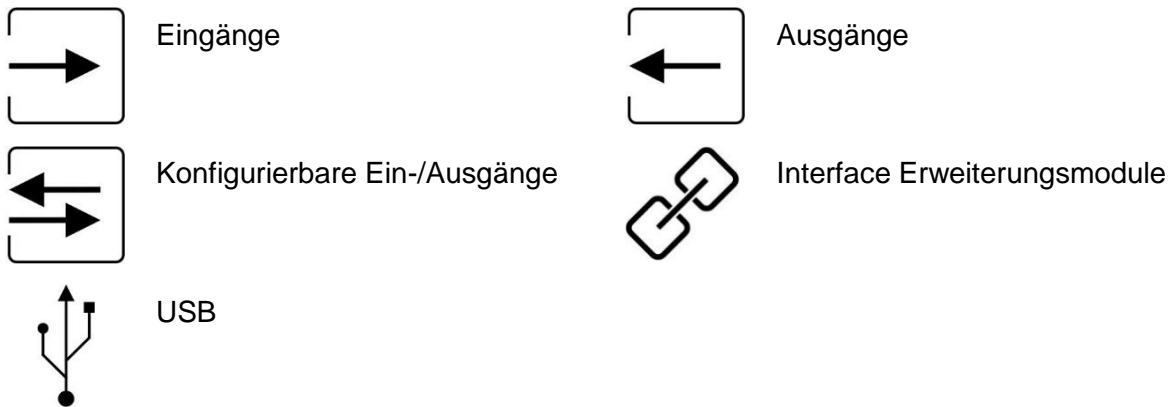 Eingänge
Ausgänge
Konfigurierbare Ein-/Ausgänge
Interface Erweiterungsmodule
USB